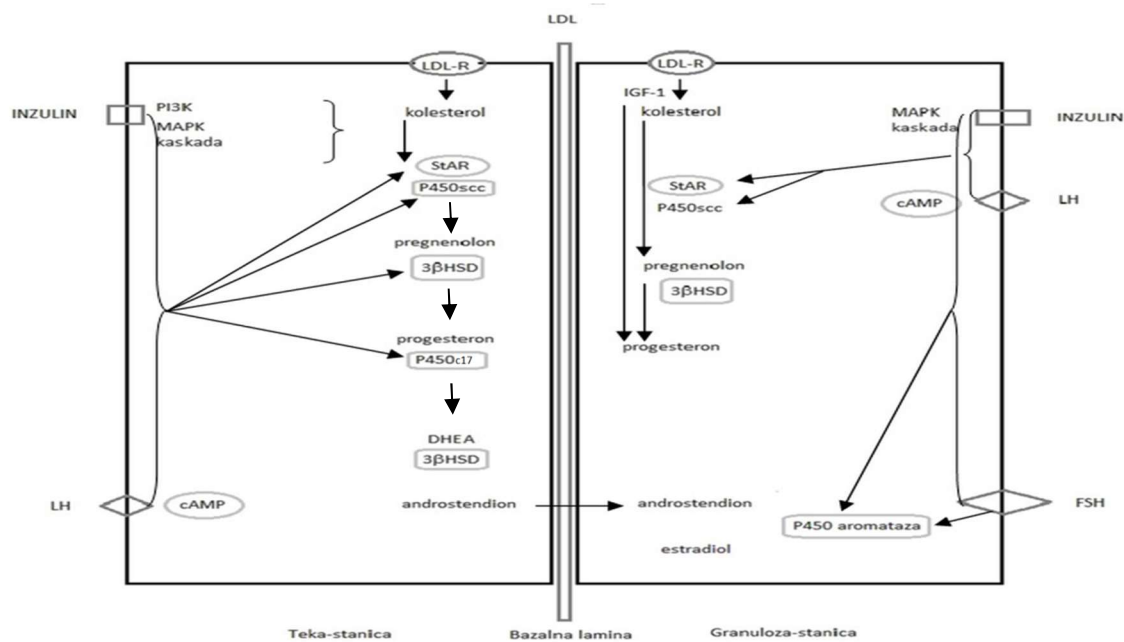 LDL
LDL-R
kolesterol
INZULIN
PI3K
MAPK
kaskada
StAR
P450scc
pregnenolon
3βHSD
progesteron
P450c17
DHEA
3βHSD
androstendion
LH
cAMP
LDL-R
IGF-1
kolesterol
MAPK
kaskada
INZULIN
StAR
P450scc
cAMP
LH
pregnenolon
3βHSD
progesteron
androstendion
P450 aromataza
FSH
estradiol
Teka-stanica
Bazalna lamina
Granuloza-stanica